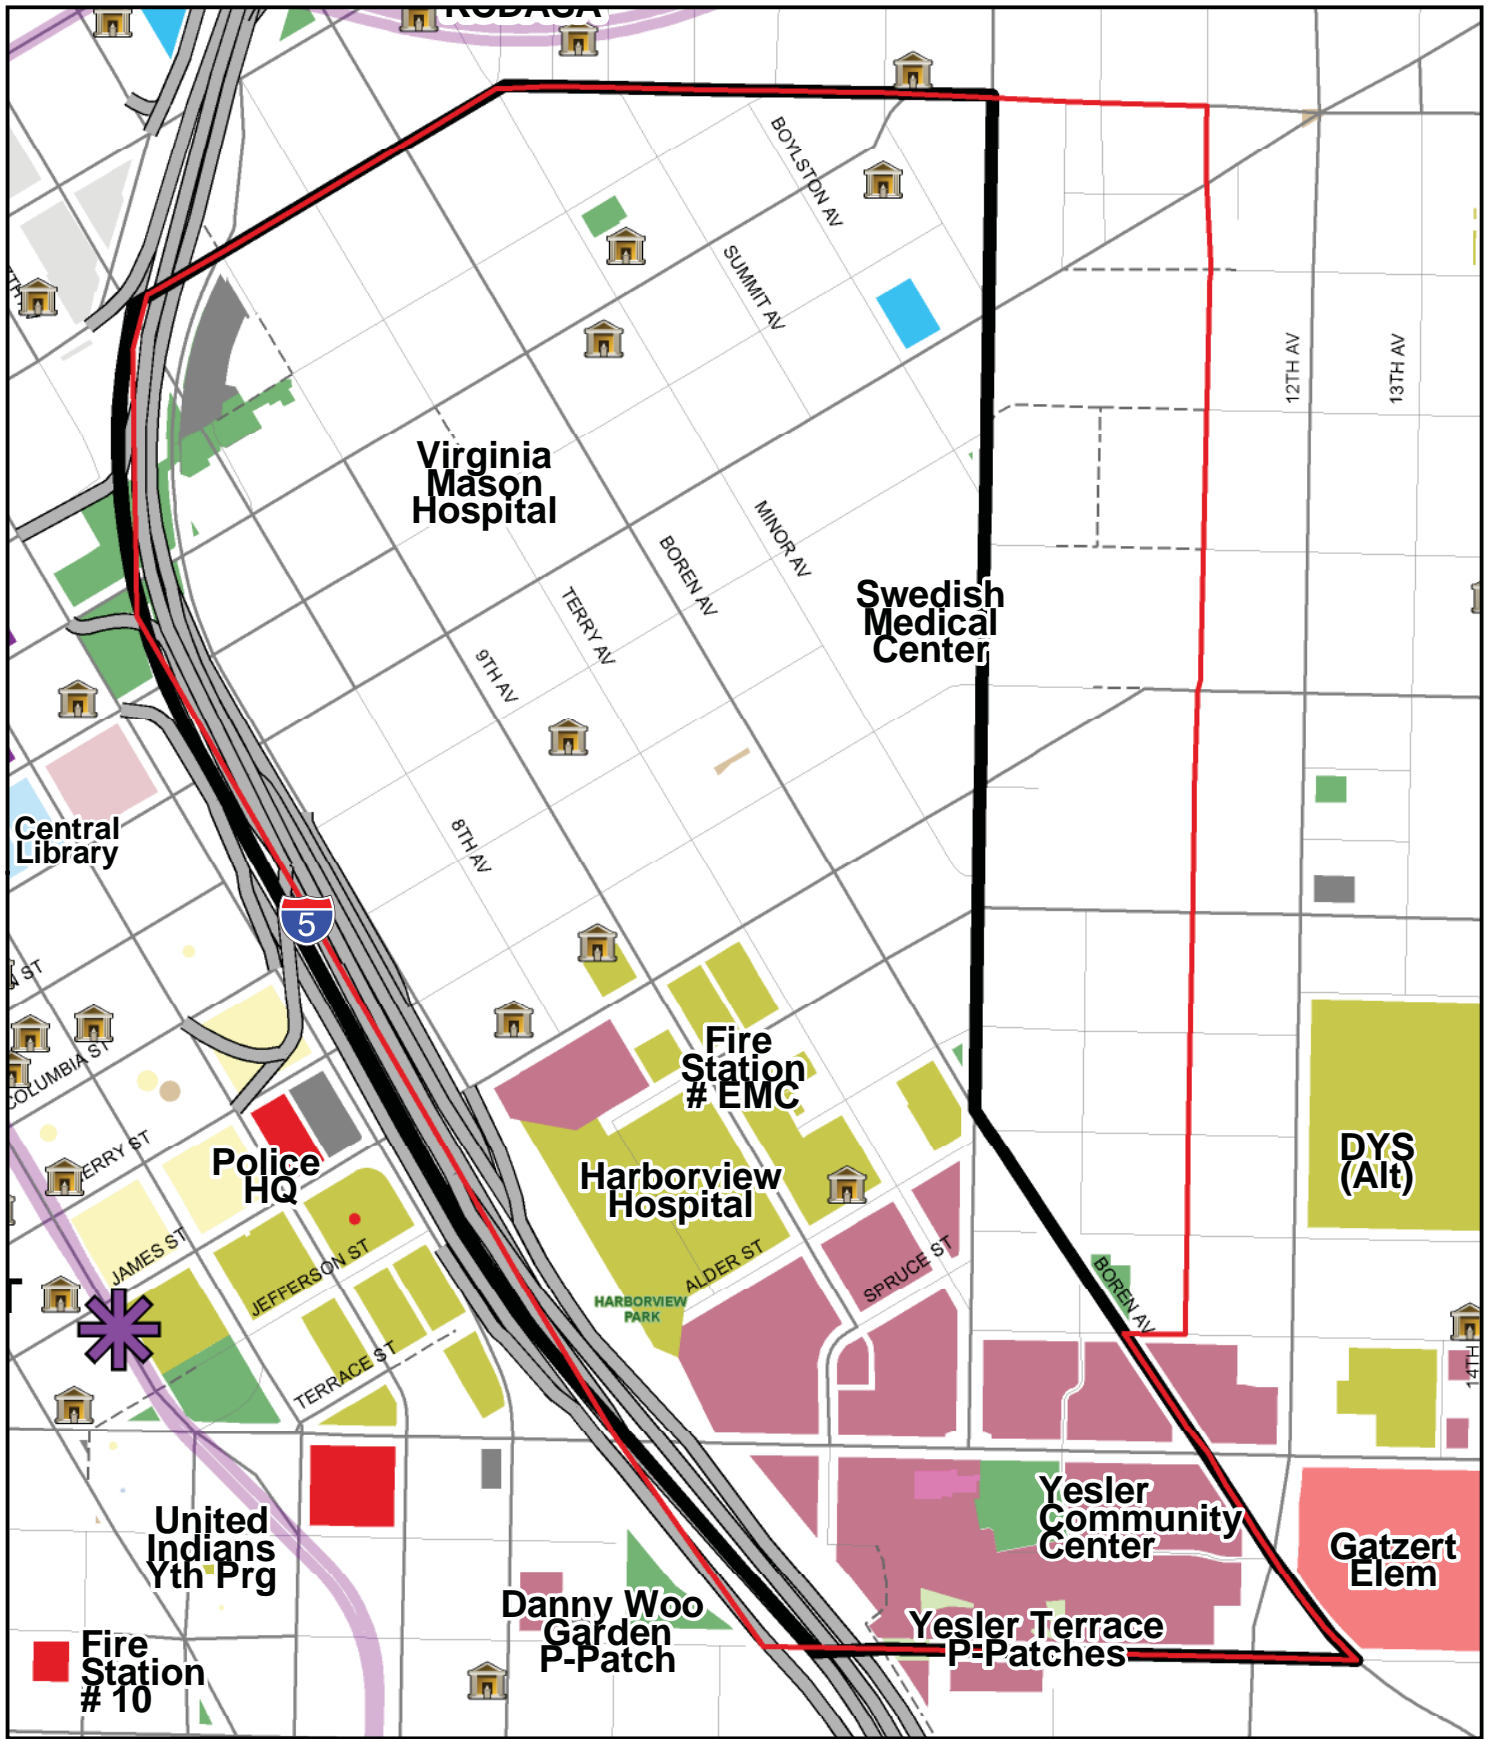 BOYLSTON AV
SUMMIT AV
12TH AV
13TH AV
Virginia
Mason
Hospital
MINOR AV
BOREN AV
TERRY AV
Swedish
Medical
Center
9TH AV
Central
Library
8TH AV
5
COLUMBIA ST
Fire
Station
# EMC
Police
HQ
Harborview
Hospital
DYS
(Alt)
JAMES ST
JEFFERSON ST
ALDER ST
SPRUCE ST
HARBORVIEW
PARK
BOREN AV
TERRACE ST
14TH
United
Indians
Yth Prg
Yesler
Community
Center
Gatzert
Elem
Danny Woo
Garden
P-Patch
Yesler Terrace
P-Patches
Fire
Station
# 10